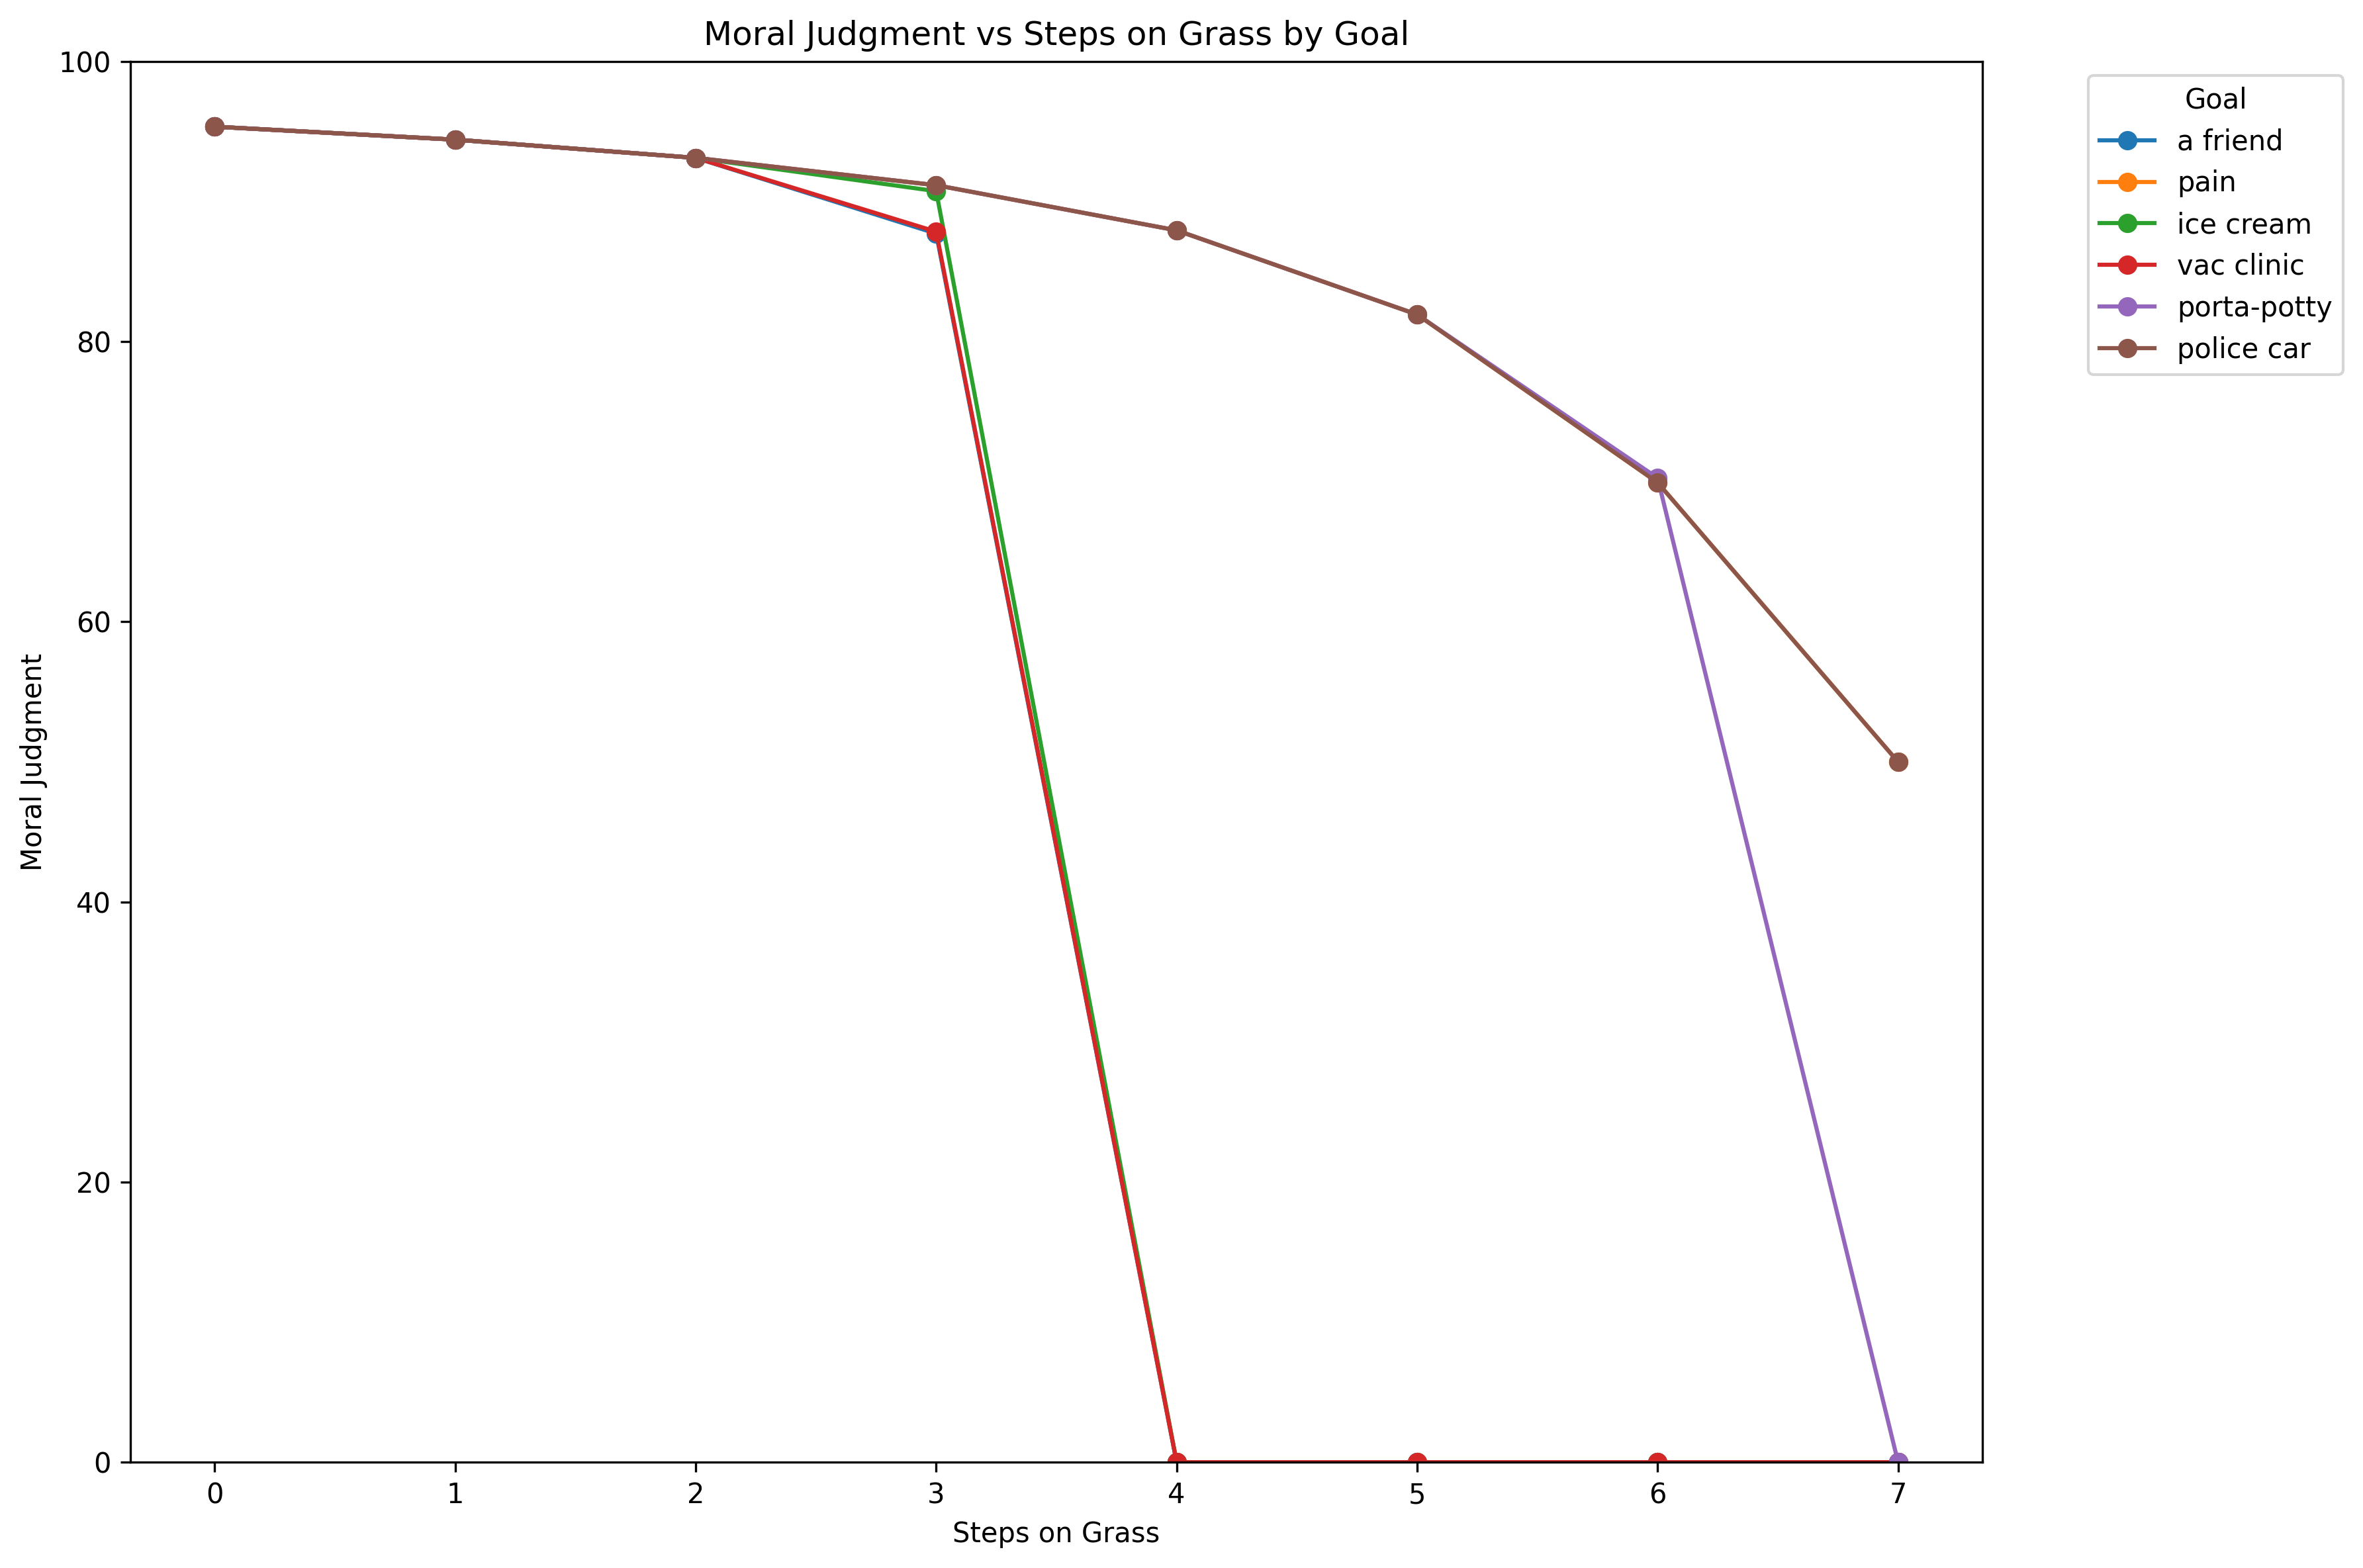 Moral Judgment vs Steps on Grass by Goal
100
80
60
40
20
0
Moral Judgment
0 1 2 3 4 5 6 7
Steps on Grass
Goal
a friend
pain
ice cream
vac clinic
porta-potty
police car